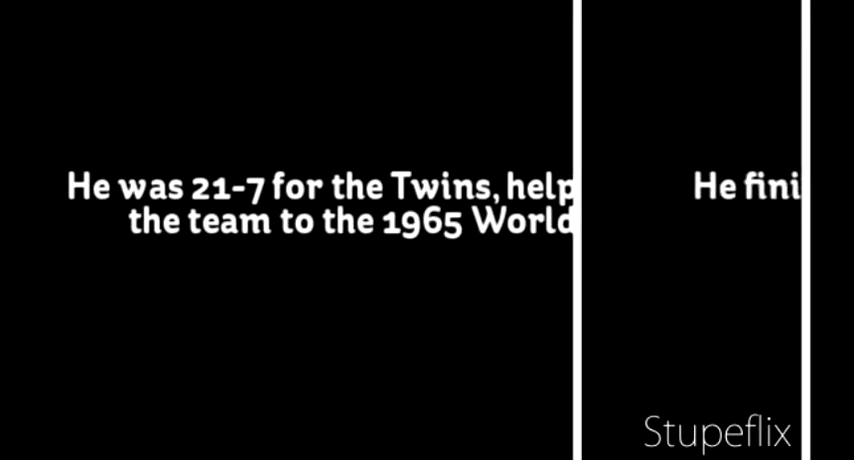 He was 21-7 for the Twins, help
the team to the 1965 World
He fini
Stupeflix